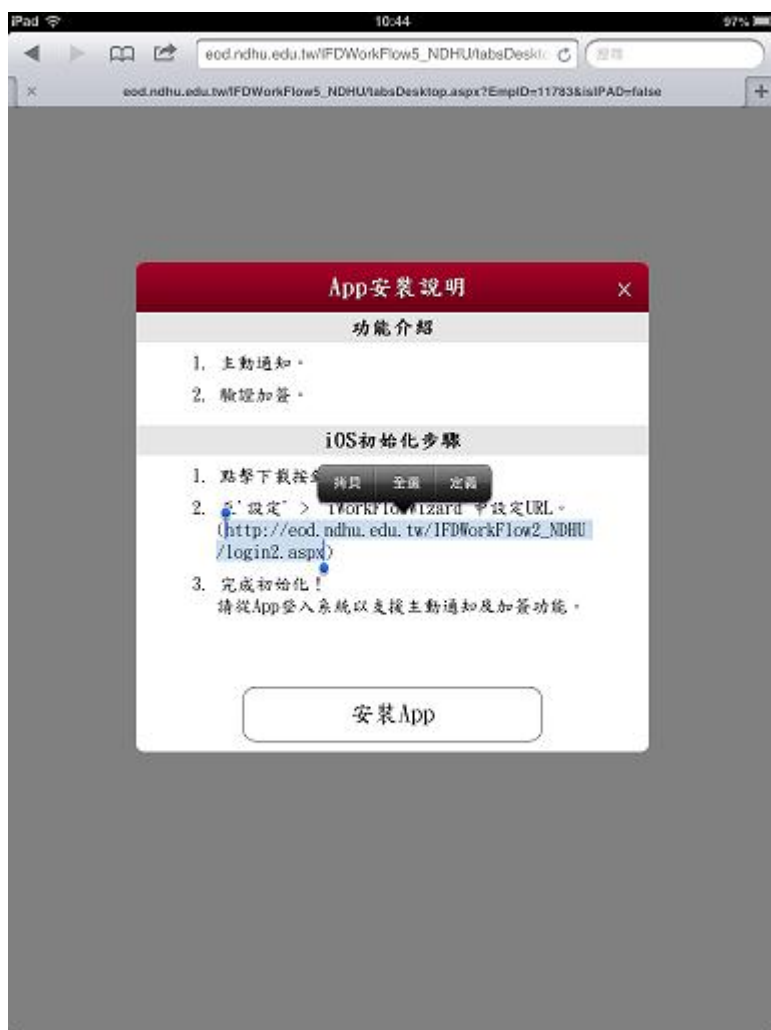 iPad
10:44
97%
eod.ndhu.edu.tw/IFDWorkFlow5_NDHU/tabsDeskto
搜尋
eod.ndhu.edu.tw/IFDWorkFlow5_NDHU/tabsDesktop.aspx?EmpID=11783&isIPAD=false
App安裝說明
功能介紹
1. 主動通知。
2. 驗證加簽。
iOS初始化步驟
1. 點擊下載按
拷貝 全選 定義
2. 至"設定" > "iWorkFlowWizard"中設定URL。
(http://eod.ndhu.edu.tw/IFDWorkFlow2_NDHU
/login2.aspx)
3. 完成初始化！
請從App登入系統以支援主動通知及加簽功能。
安裝App